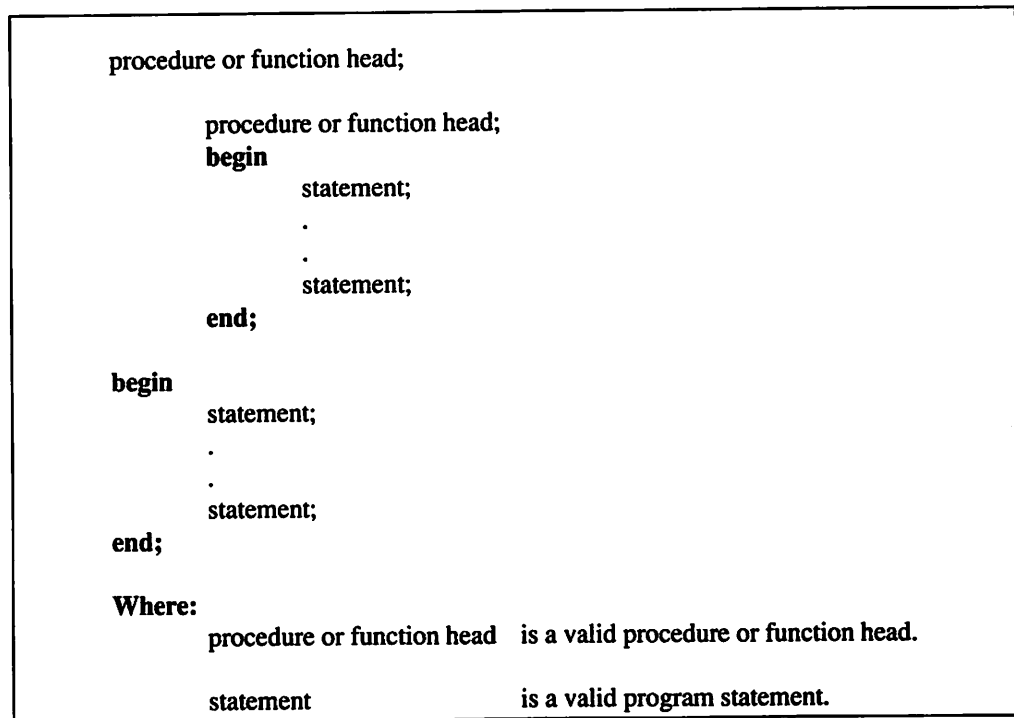 procedure or function head;
procedure or function head;
begin
statement;
.
.
statement;
end;
begin
statement;
.
.
statement;
end;
Where:
procedure or function head is a valid procedure or function head.
statement is a valid program statement.